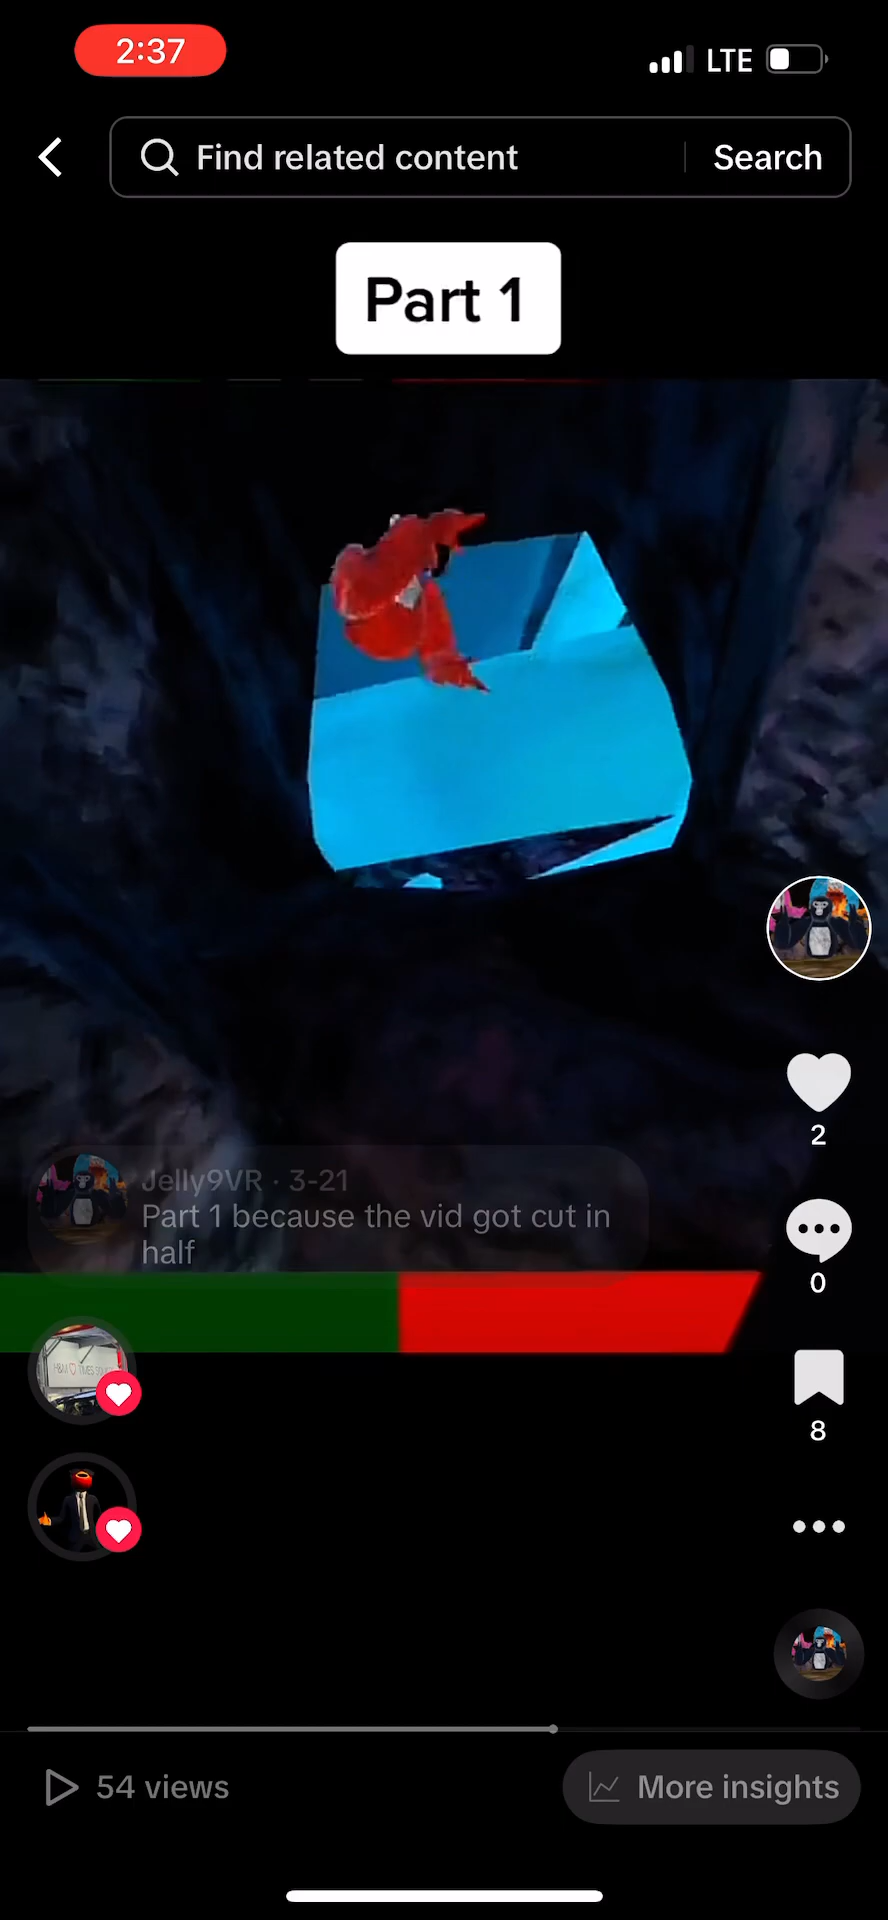 2:37
LTE
Find related content
Search
Part 1
Jelly9VR · 3-21
Part 1 because the vid got cut in
half
2
0
8
54 views
More insights